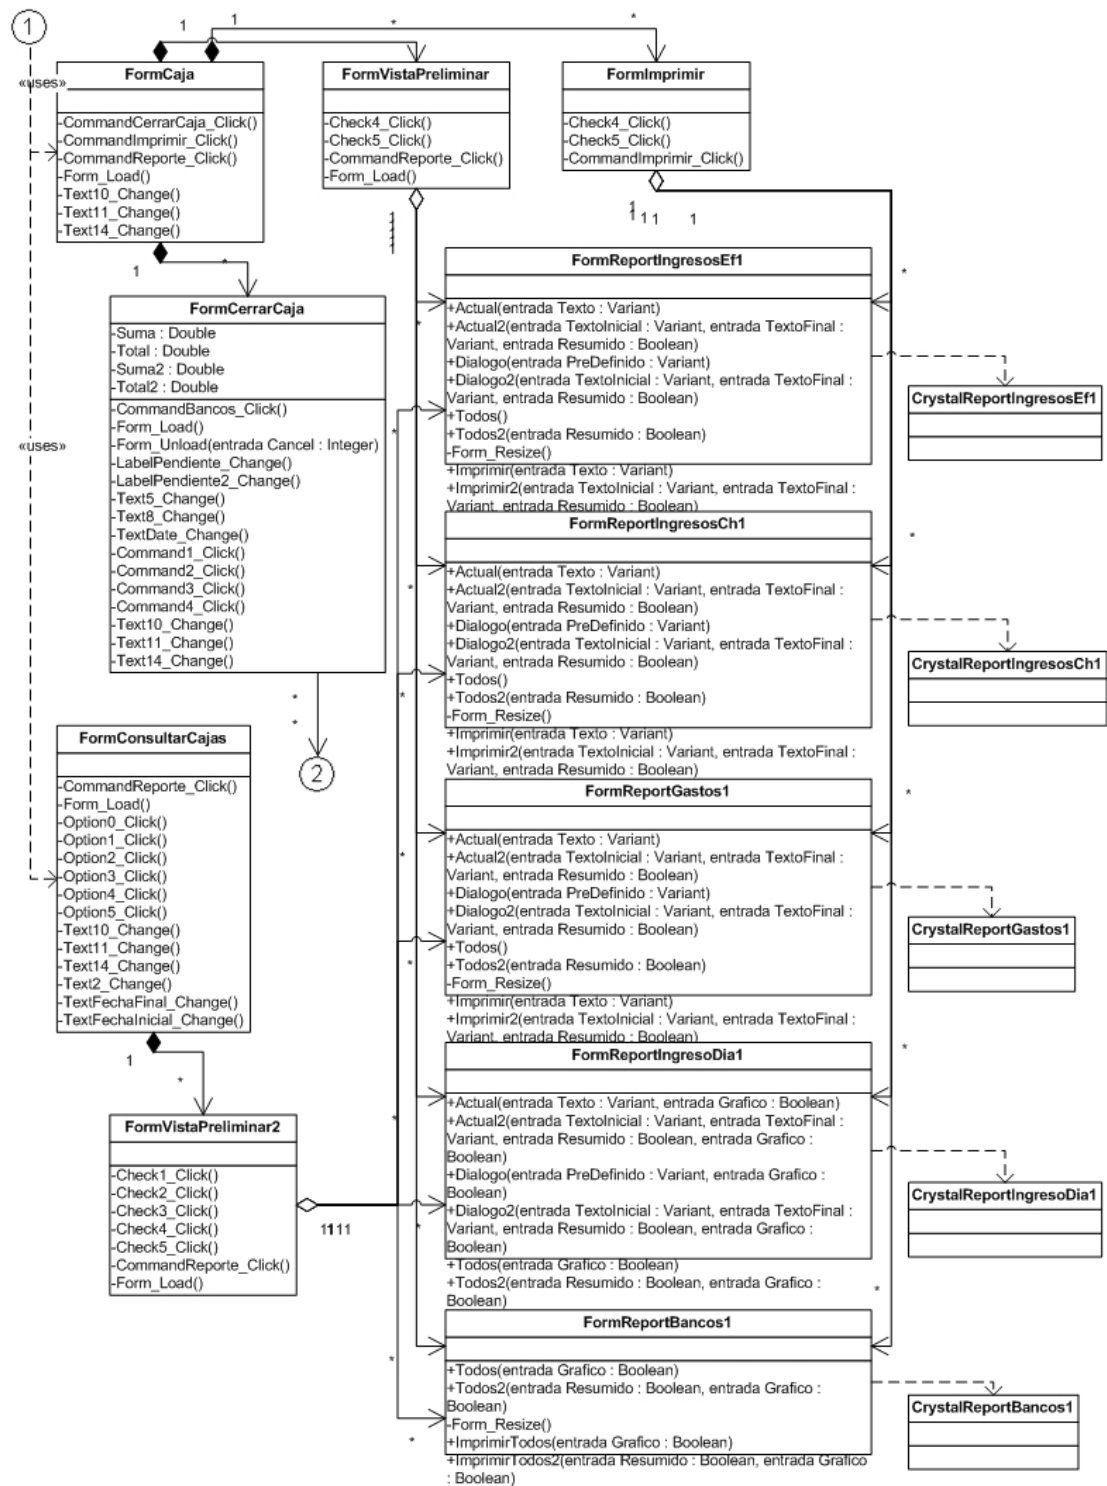 1
1
1
*
*
FormCaja
«uses»
-CommandCerrarCaja_Click()
-CommandImprimir_Click()
-CommandReporte_Click()
-Form_Load()
-Text10_Change()
-Text11_Change()
-Text14_Change()
FormVistaPreliminar
-Check4_Click()
-Check5_Click()
-CommandReporte_Click()
-Form_Load()
FormImprimir
-Check4_Click()
-Check5_Click()
-CommandImprimir_Click()
1
*
1
1
1 1
1
FormCerrarCaja
-Suma : Double
-Total : Double
-Suma2 : Double
-Total2 : Double
-CommandBancos_Click()
-Form_Load()
-Form_Unload(entrada Cancel : Integer)
-LabelPendiente_Change()
-LabelPendiente2_Change()
-Text5_Change()
-Text8_Change()
-TextDate_Change()
-Command1_Click()
-Command2_Click()
-Command3_Click()
-Command4_Click()
-Text10_Change()
-Text11_Change()
-Text14_Change()
«uses»
*
*
2
FormReportIngresosEf1
+Actual(entrada Texto : Variant)
+Actual2(entrada TextoInicial : Variant, entrada TextoFinal :
Variant, entrada Resumido : Boolean)
+Dialogo(entrada PreDefinido : Variant)
+Dialogo2(entrada TextoInicial : Variant, entrada TextoFinal :
Variant, entrada Resumido : Boolean)
+Todos()
+Todos2(entrada Resumido : Boolean)
-Form_Resize()
+Imprimir(entrada Texto : Variant)
+Imprimir2(entrada TextoInicial : Variant, entrada TextoFinal :
Variant, entrada Resumido : Boolean)
*
*
*
CrystalReportIngresosEf1
FormReportIngresosCh1
+Actual(entrada Texto : Variant)
+Actual2(entrada TextoInicial : Variant, entrada TextoFinal :
Variant, entrada Resumido : Boolean)
+Dialogo(entrada PreDefinido : Variant)
+Dialogo2(entrada TextoInicial : Variant, entrada TextoFinal :
Variant, entrada Resumido : Boolean)
+Todos()
+Todos2(entrada Resumido : Boolean)
-Form_Resize()
+Imprimir(entrada Texto : Variant)
+Imprimir2(entrada TextoInicial : Variant, entrada TextoFinal :
Variant, entrada Resumido : Boolean)
*
*
*
CrystalReportIngresosCh1
FormConsultarCajas
-CommandReporte_Click()
-Form_Load()
-Option0_Click()
-Option1_Click()
-Option2_Click()
-Option3_Click()
-Option4_Click()
-Option5_Click()
-Text10_Change()
-Text11_Change()
-Text14_Change()
-Text2_Change()
-TextFechaFinal_Change()
-TextFechaInicial_Change()
1
*
FormReportGastos1
+Actual(entrada Texto : Variant)
+Actual2(entrada TextoInicial : Variant, entrada TextoFinal :
Variant, entrada Resumido : Boolean)
+Dialogo(entrada PreDefinido : Variant)
+Dialogo2(entrada TextoInicial : Variant, entrada TextoFinal :
Variant, entrada Resumido : Boolean)
+Todos()
+Todos2(entrada Resumido : Boolean)
-Form_Resize()
+Imprimir(entrada Texto : Variant)
+Imprimir2(entrada TextoInicial : Variant, entrada TextoFinal :
Variant, entrada Resumido : Boolean)
*
*
*
CrystalReportGastos1
FormVistaPreliminar2
-Check1_Click()
-Check2_Click()
-Check3_Click()
-Check4_Click()
-Check5_Click()
-CommandReporte_Click()
-Form_Load()
1111
FormReportIngresoDia1
+Actual(entrada Texto : Variant, entrada Grafico : Boolean)
+Actual2(entrada TextoInicial : Variant, entrada TextoFinal :
Variant, entrada Resumido : Boolean, entrada Grafico :
Boolean)
+Dialogo(entrada PreDefinido : Variant, entrada Grafico :
Boolean)
+Dialogo2(entrada TextoInicial : Variant, entrada TextoFinal :
Variant, entrada Resumido : Boolean, entrada Grafico :
Boolean)
+Todos(entrada Grafico : Boolean)
+Todos2(entrada Resumido : Boolean, entrada Grafico :
Boolean)
*
*
*
CrystalReportIngresoDia1
FormReportBancos1
+Todos(entrada Grafico : Boolean)
+Todos2(entrada Resumido : Boolean, entrada Grafico :
Boolean)
-Form_Resize()
+ImprimirTodos(entrada Grafico : Boolean)
+ImprimirTodos2(entrada Resumido : Boolean, entrada Grafico
: Boolean)
*
*
CrystalReportBancos1